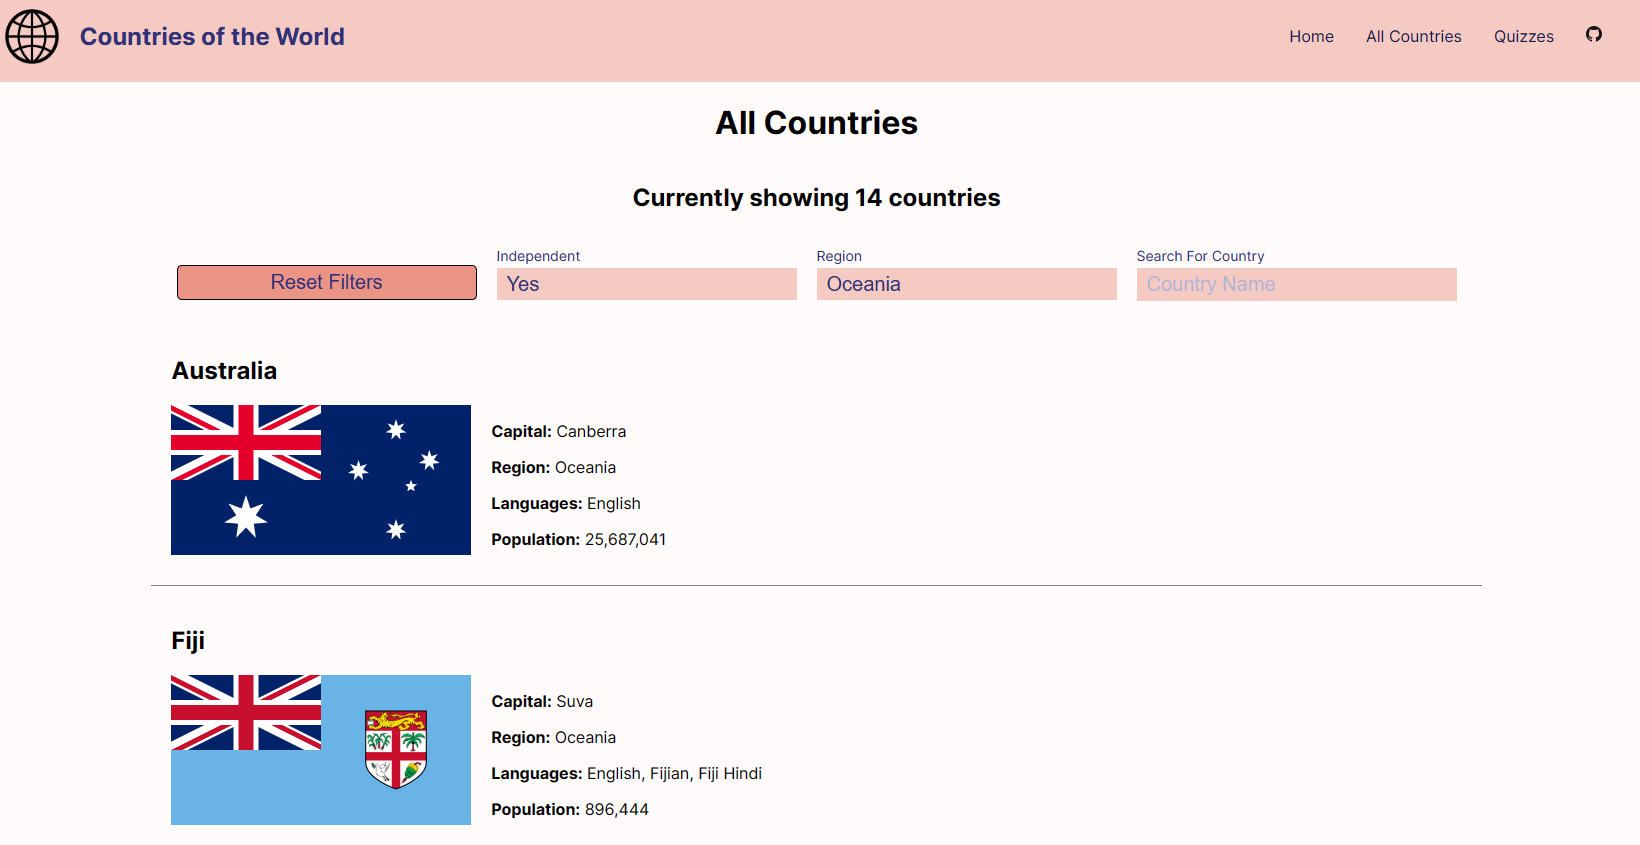 Countries of the World
Home All Countries Quizzes
All Countries
Currently showing 14 countries
Independent Region Search For Country
Reset Filters Yes Oceania Country Name
Australia
Capital: Canberra
Region: Oceania
Languages: English
Population: 25,687,041
Fiji
Capital: Suva
Region: Oceania
Languages: English, Fijian, Fiji Hindi
Population: 896,444